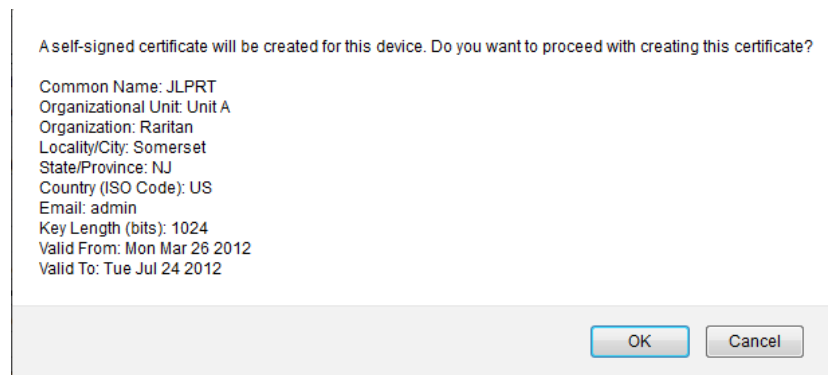 A self-signed certificate will be created for this device. Do you want to proceed with creating this certificate?
Common Name: JLPRT
Organizational Unit: Unit A
Organization: Raritan
Locality/City: Somerset
State/Province: NJ
Country (ISO Code): US
Email: admin
Key Length (bits): 1024
Valid From: Mon Mar 26 2012
Valid To: Tue Jul 24 2012
OK Cancel